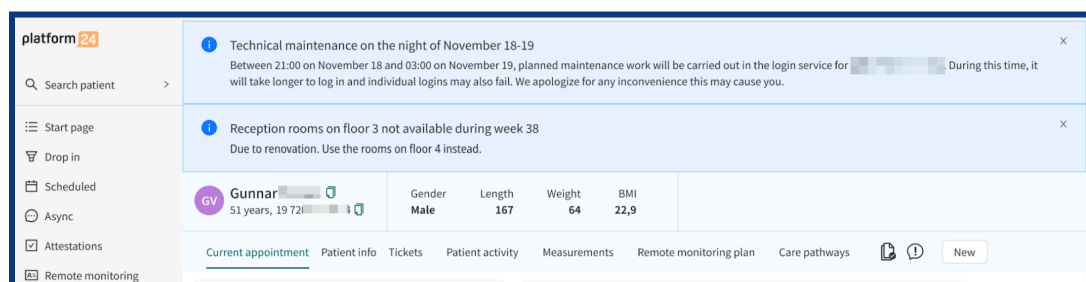 platform24
Search patient
Start page
Drop in
Scheduled
Async
Attestations
Remote monitoring
Technical maintenance on the night of November 18-19
Between 21:00 on November 18 and 03:00 on November 19, planned maintenance work will be carried out in the login service for . During this time, it
will take longer to log in and individual logins may also fail. We apologize for any inconvenience this may cause you.
Reception rooms on floor 3 not available during week 38
Due to renovation. Use the rooms on floor 4 instead.
GV
Gunnar
51 years, 19 72
Gender Length Weight BMI
Male 167 64 22,9
Current appointment Patient info Tickets Patient activity Measurements Remote monitoring plan Care pathways New